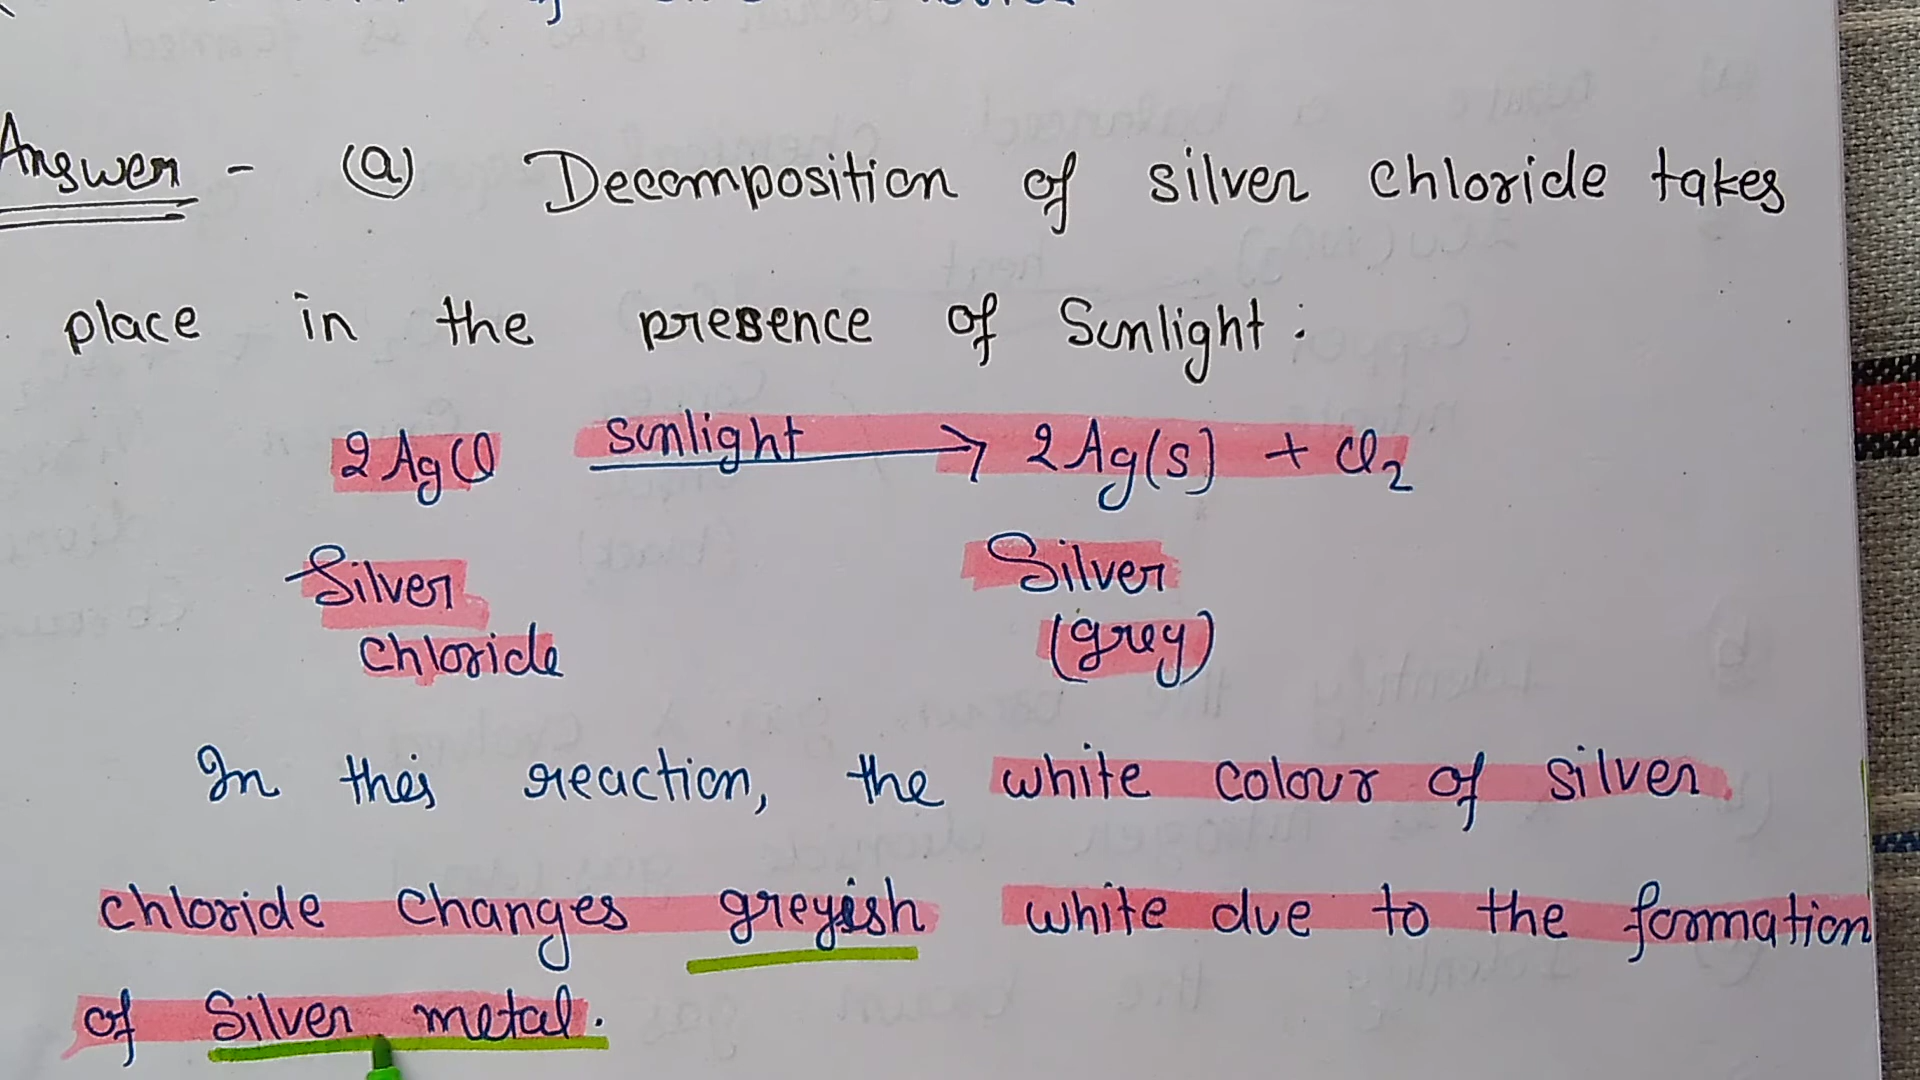 Answer - (a) Decomposition of silver chloride takes
place in the presence of Sunlight:
2AgCl sunlight → 2Ag(s) + Cl₂
Silver Silver
Chloride (grey)
In this reaction, the white colour of silver
chloride changes greyish white due to the formation
of Silver metal.